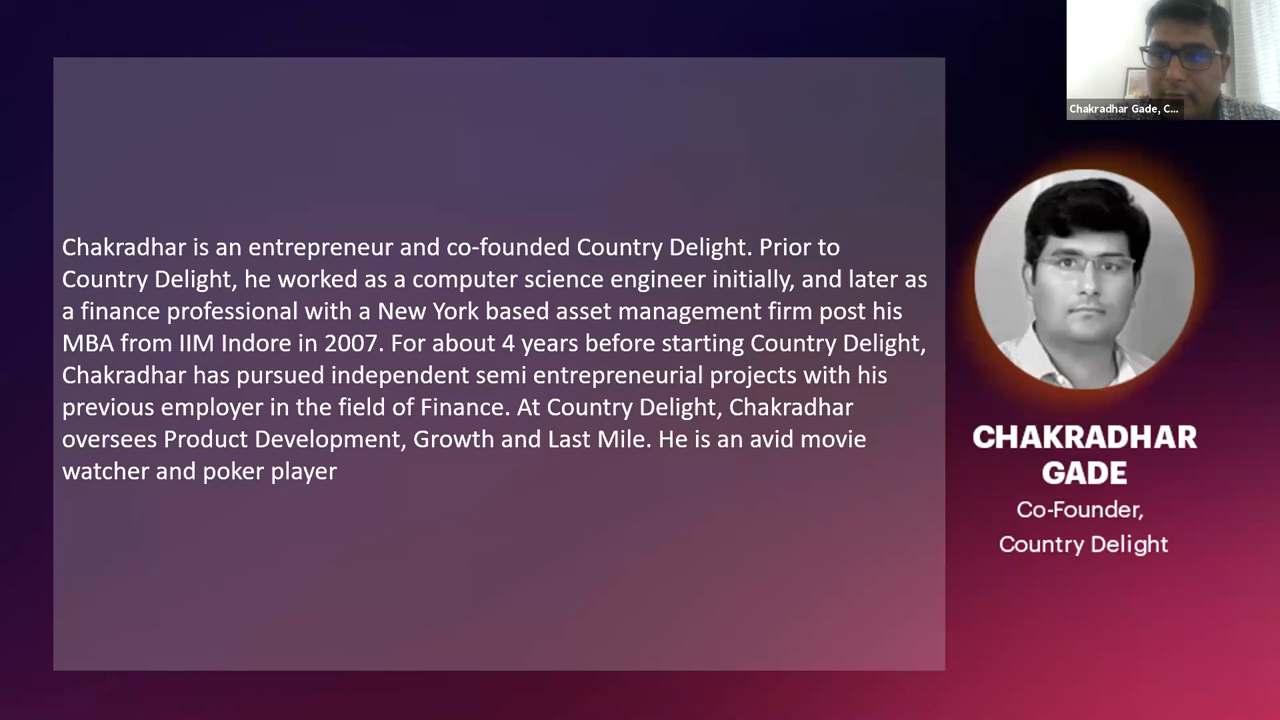 Chakradhar Gade, C...
Chakradhar is an entrepreneur and co-founded Country Delight. Prior to
Country Delight, he worked as a computer science engineer initially, and later as
a finance professional with a New York based asset management firm post his
MBA from IIM Indore in 2007. For about 4 years before starting Country Delight,
Chakradhar has pursued independent semi entrepreneurial projects with his
previous employer in the field of Finance. At Country Delight, Chakradhar
oversees Product Development, Growth and Last Mile. He is an avid movie
watcher and poker player
CHAKRADHAR
GADE
Co-Founder,
Country Delight